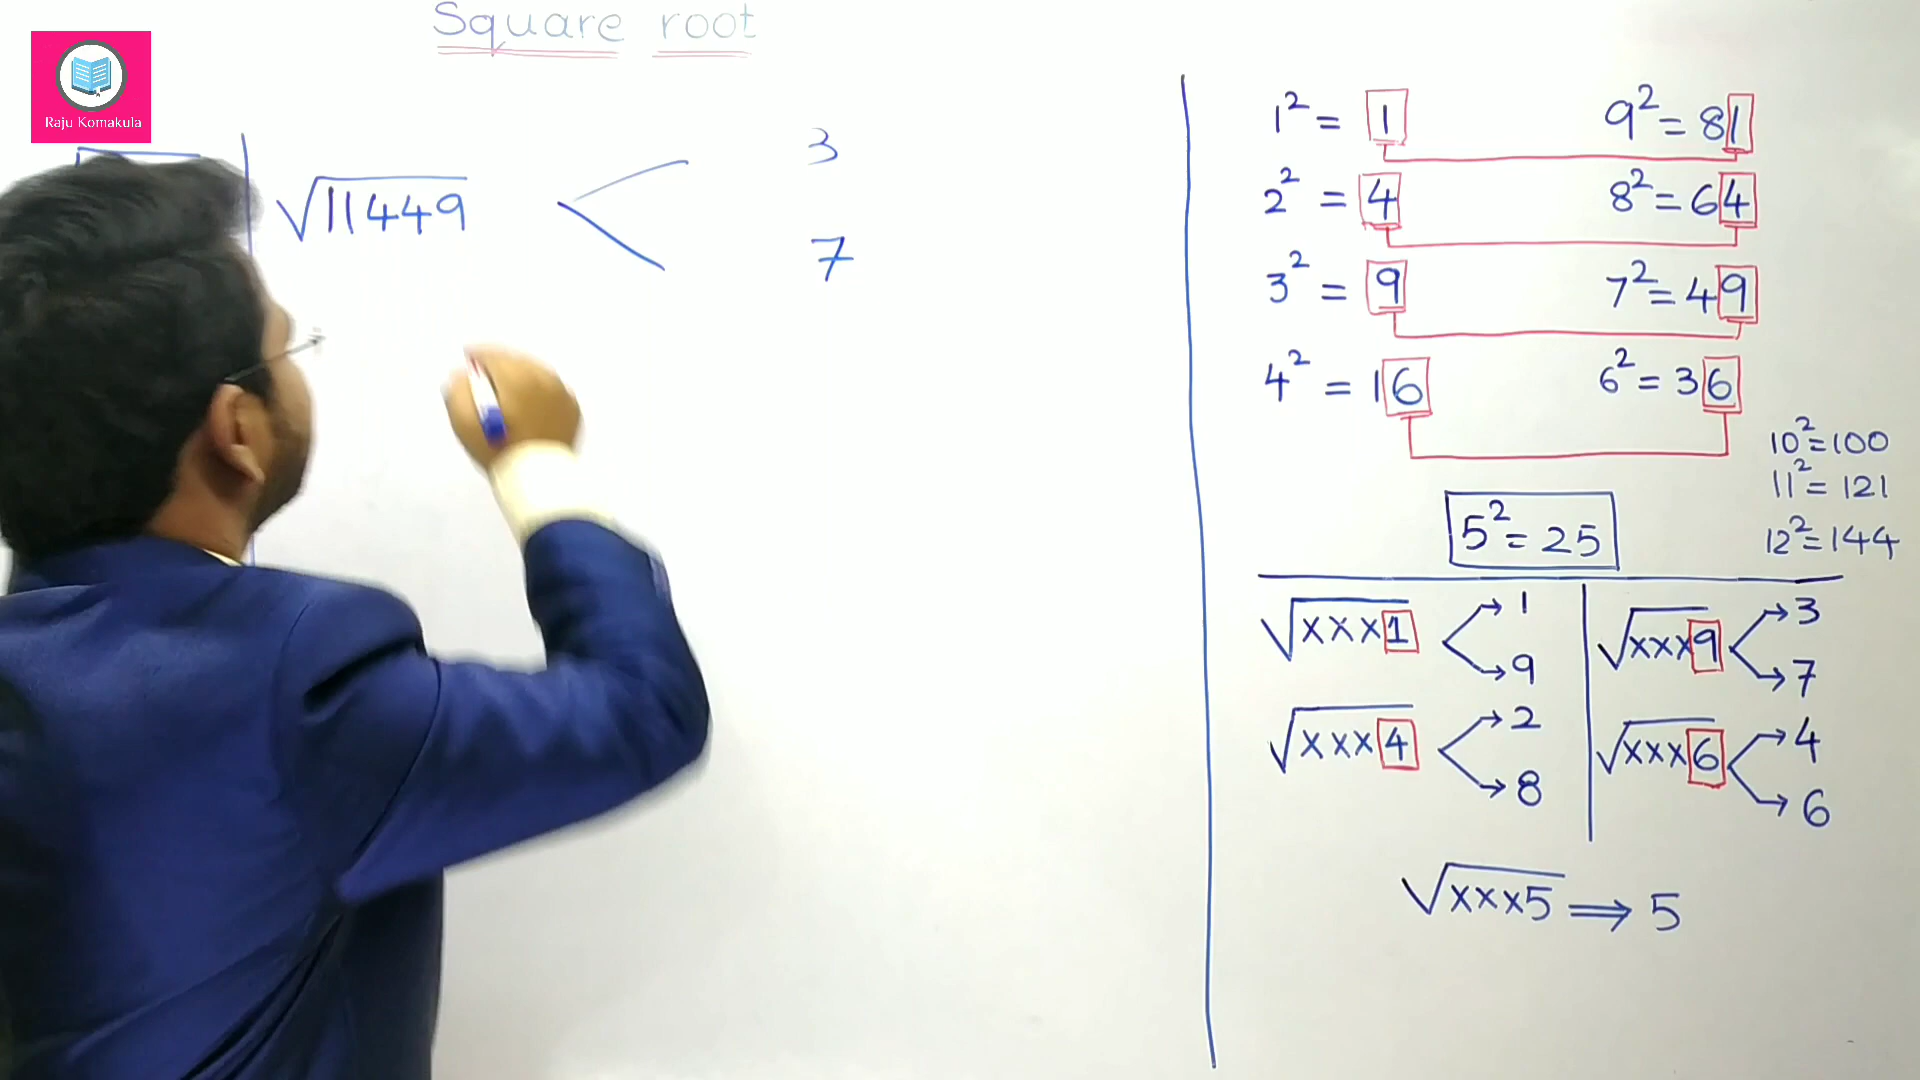 Square root
Raju Komakula
√11449
3
7
1² = 1
9² = 81
2² = 4
8² = 64
3² = 9
7² = 49
4² = 16
6² = 36
10² = 100
11² = 121
12² = 144
5² = 25
√xxx1
1
9
√xxx9
3
7
√xxx4
2
8
√xxx6
4
6
√xxx5 ⟹ 5